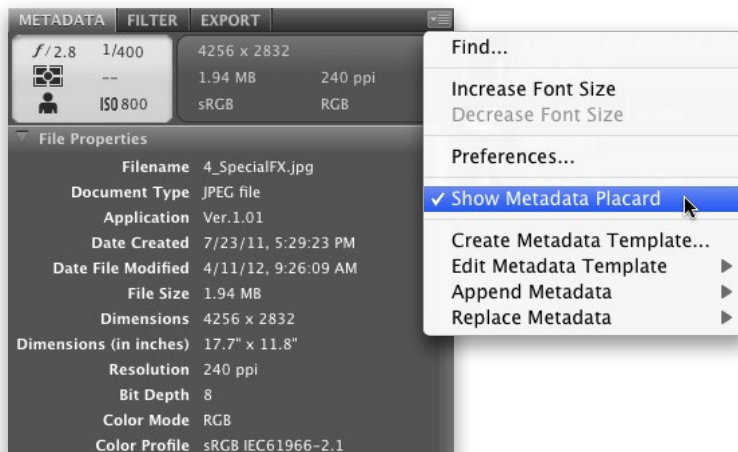 METADATA FILTER EXPORT
f/2.8 1/400
--
ISO 800
4256 x 2832
1.94 MB 240 ppi
sRGB RGB
File Properties
Filename 4_SpecialFX.jpg
Document Type JPEG file
Application Ver.1.01
Date Created 7/23/11, 5:29:23 PM
Date File Modified 4/11/12, 9:26:09 AM
File Size 1.94 MB
Dimensions 4256 x 2832
Dimensions (in inches) 17.7" x 11.8"
Resolution 240 ppi
Bit Depth 8
Color Mode RGB
Color Profile sRGB IEC61966-2.1
Find...
Increase Font Size
Decrease Font Size
Preferences...
✓ Show Metadata Placard
Create Metadata Template...
Edit Metadata Template
Append Metadata
Replace Metadata